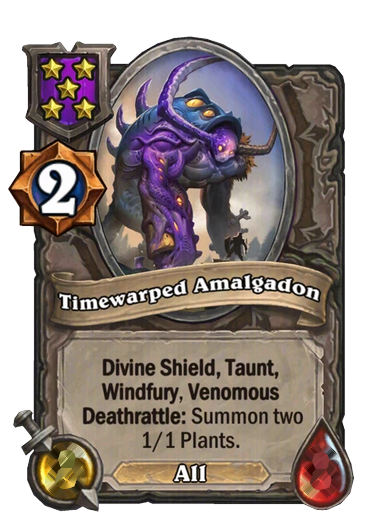 2
Timewarped Amalgadon
Divine Shield, Taunt,
Windfury, Venomous
Deathrattle: Summon two
1/1 Plants.
All